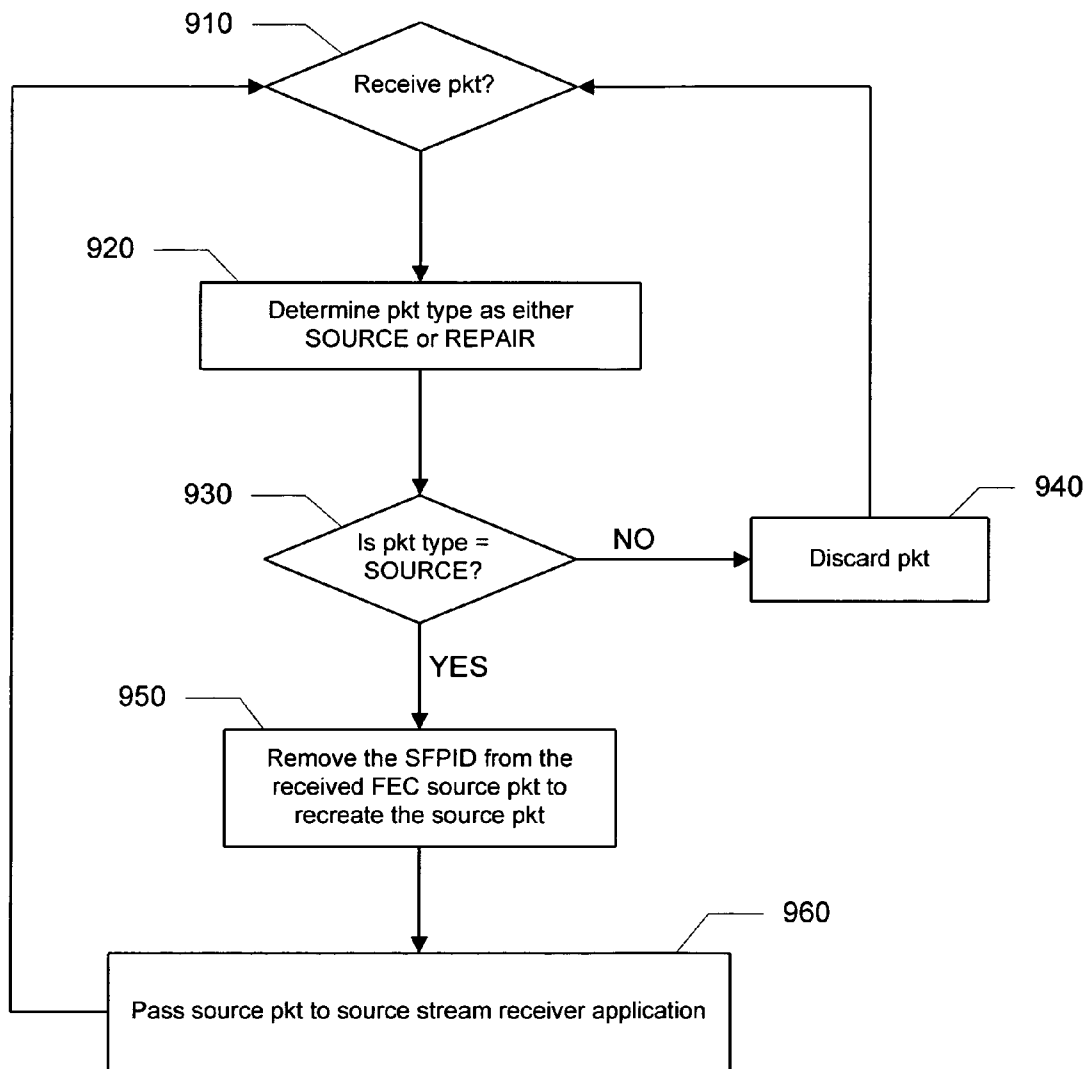 910
Receive pkt?
920
Determine pkt type as either
SOURCE or REPAIR
930
Is pkt type =
SOURCE?
NO
940
Discard pkt
YES
950
Remove the SFPID from the
received FEC source pkt to
recreate the source pkt
960
Pass source pkt to source stream receiver application